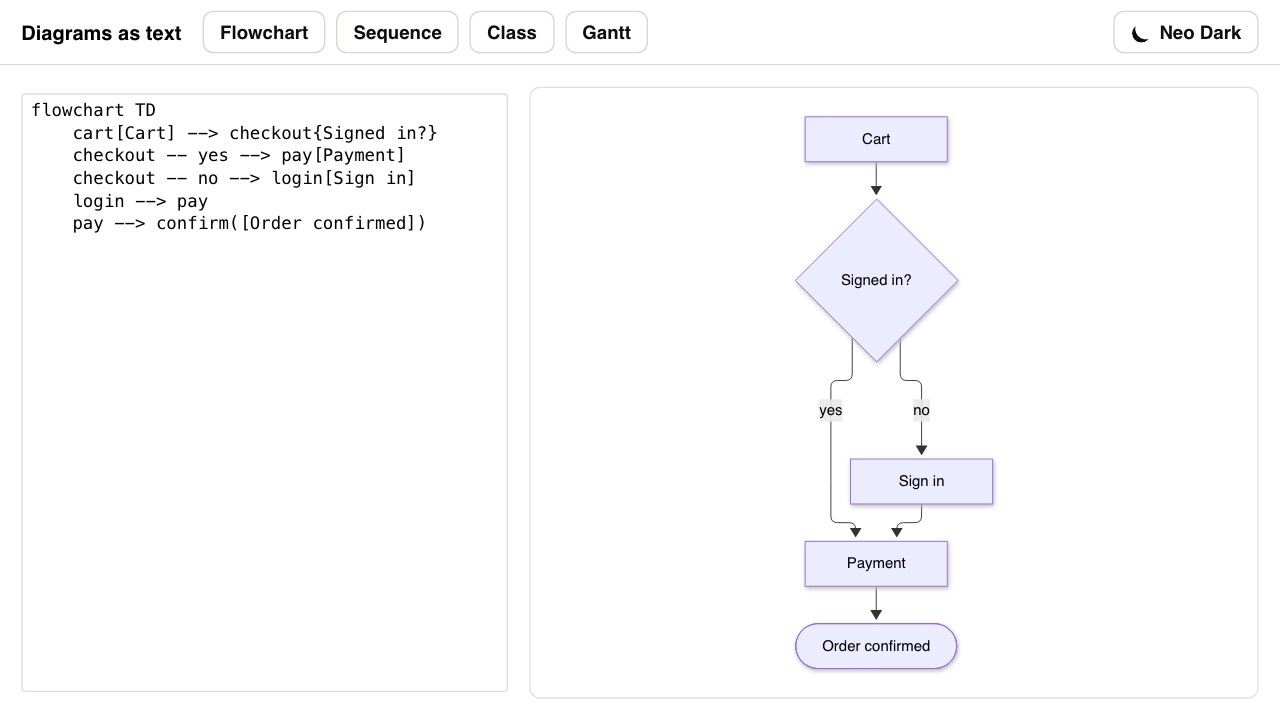 Diagrams as text
Flowchart
Sequence
Class
Gantt
Neo Dark
flowchart TD
    cart[Cart] --> checkout{Signed in?}
    checkout -- yes --> pay[Payment]
    checkout -- no --> login[Sign in]
    login --> pay
    pay --> confirm([Order confirmed])
Cart
Signed in?
yes
no
Sign in
Payment
Order confirmed